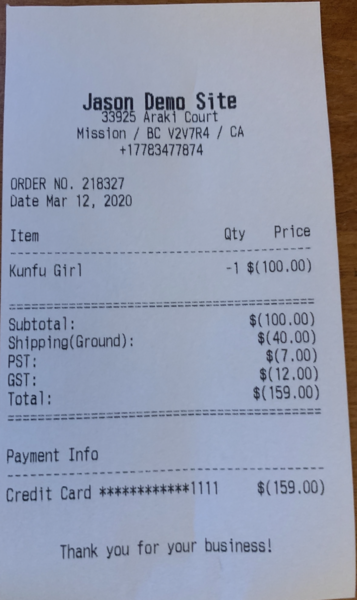 Jason Demo Site
33925 Araki Court
Mission / BC V2V7R4 / CA
+17783477874
ORDER NO. 218327
Date Mar 12, 2020
Item Qty Price
--------------------------------------------
Kunfu Girl -1 $(100.00)
============================================
Subtotal: $(100.00)
Shipping(Ground): $(40.00)
PST: $(7.00)
GST: $(12.00)
Total: $(159.00)
============================================
Payment Info
--------------------------------------------
Credit Card ************1111 $(159.00)
Thank you for your business!